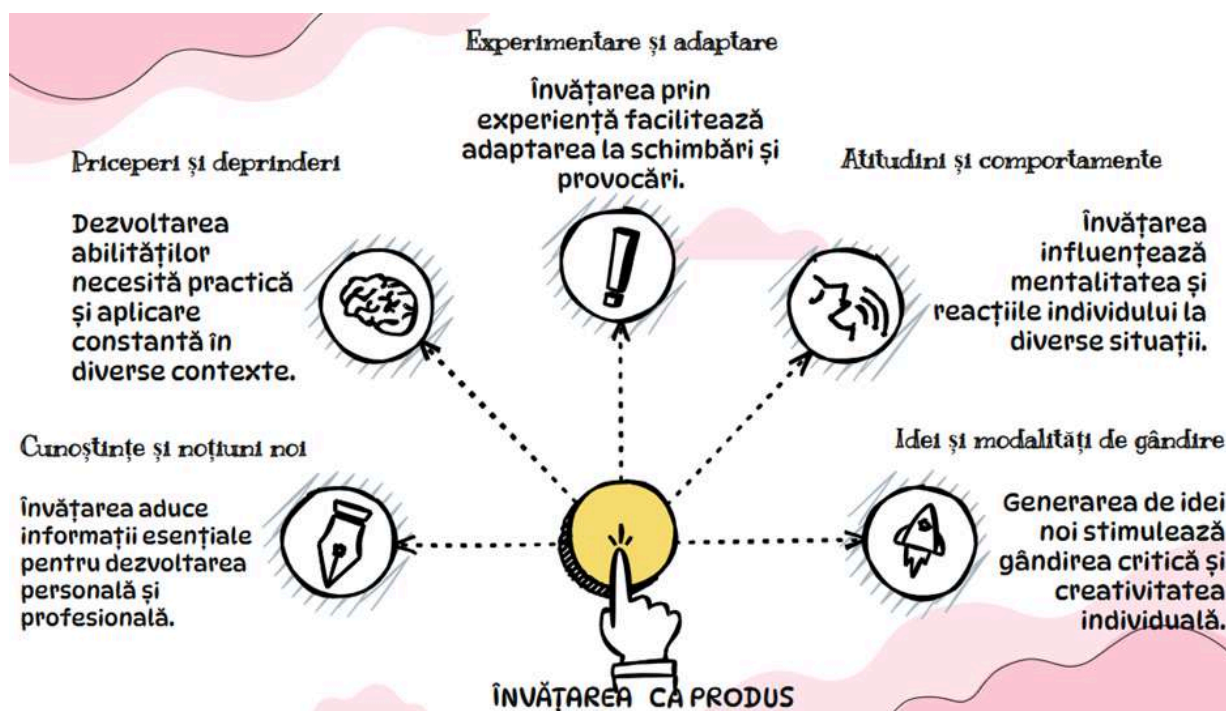 Experimentare și adaptare
Învățarea prin
experiență facilitează
adaptarea la schimbări și
provocări.
Priceperi și deprinderi
Dezvoltarea
abilităților
necesită practică
și aplicare
constantă în
diverse contexte.
Atitudini și comportamente
Învățarea
influențează
mentalitatea și
reacțiile individului la
diverse situații.
Cunoștințe și noțiuni noi
Învățarea aduce
informații esențiale
pentru dezvoltarea
personală și
profesională.
Idei și modalități de gândire
Generarea de idei
noi stimulează
gândirea critică și
creativitatea
individuală.
ÎNVĂȚAREA CA PRODUS